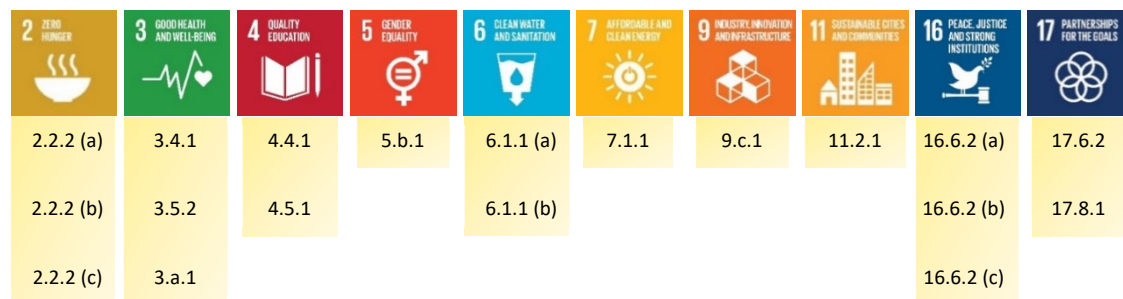 2 ZERO HUNGER
3 GOOD HEALTH AND WELL-BEING
4 QUALITY EDUCATION
5 GENDER EQUALITY
6 CLEAN WATER AND SANITATION
7 AFFORDABLE AND CLEAN ENERGY
9 INDUSTRY, INNOVATION AND INFRASTRUCTURE
11 SUSTAINABLE CITIES AND COMMUNITIES
16 PEACE, JUSTICE AND STRONG INSTITUTIONS
17 PARTNERSHIPS FOR THE GOALS
2.2.2 (a) 3.4.1 4.4.1 5.b.1 6.1.1 (a) 7.1.1 9.c.1 11.2.1 16.6.2 (a) 17.6.2
2.2.2 (b) 3.5.2 4.5.1 6.1.1 (b) 16.6.2 (b) 17.8.1
2.2.2 (c) 3.a.1 16.6.2 (c)